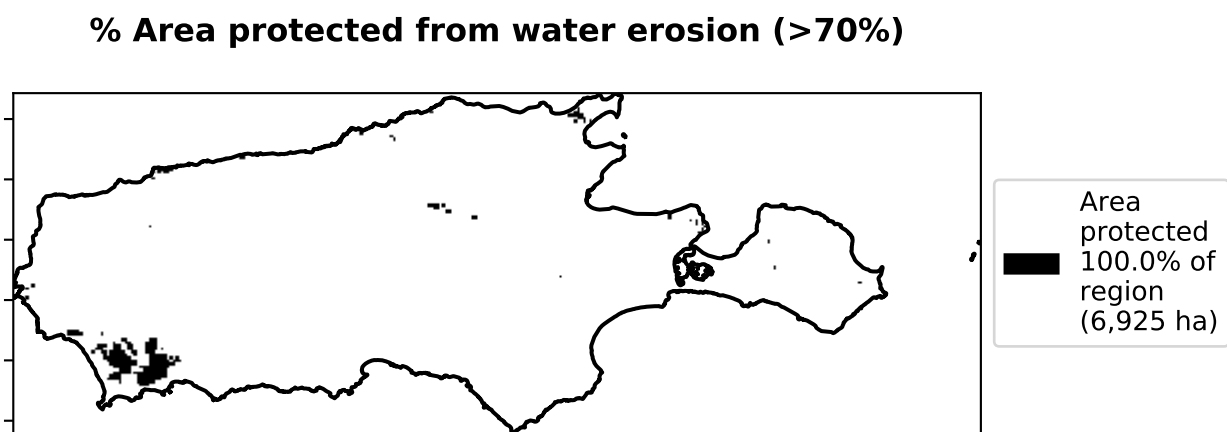 % Area protected from water erosion (>70%)
Area
protected
100.0% of
region
(6,925 ha)